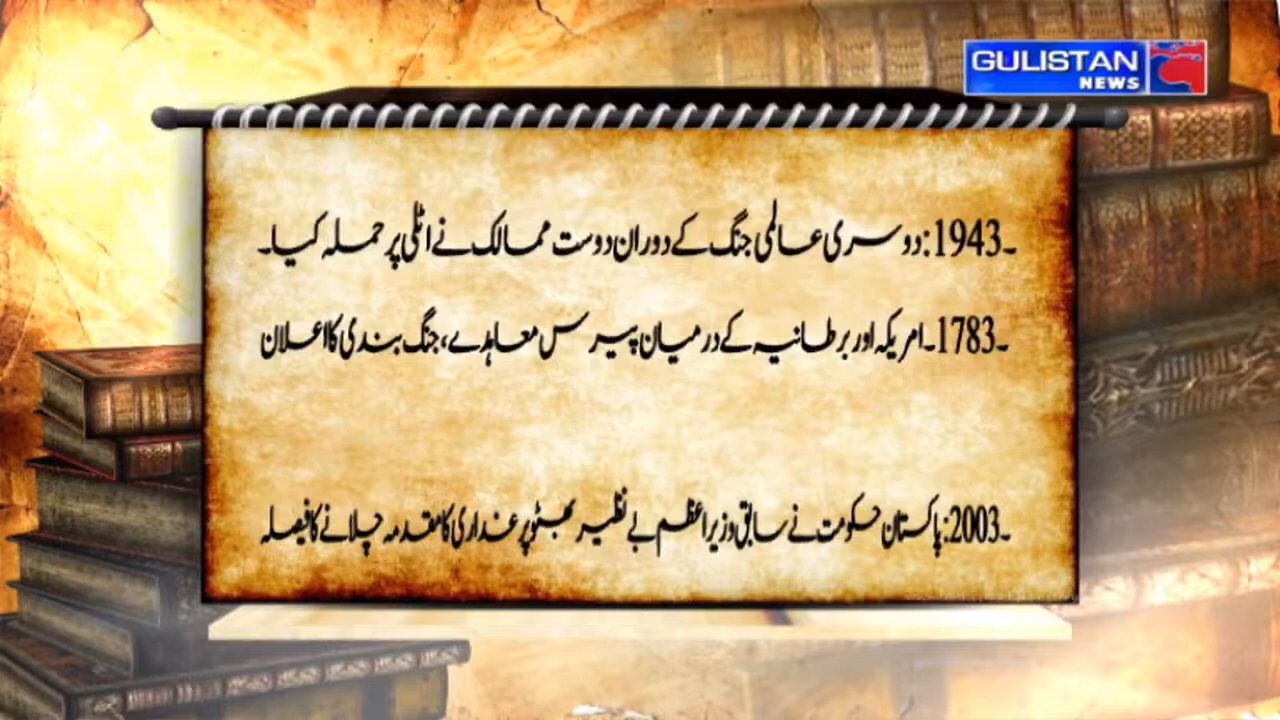 GULISTAN
NEWS
۔1943:دوسری عالمی جنگ کے دوران دوست ممالک نے اٹلی پر حملہ کیا۔
۔1783۔امریکہ اور برطانیہ کے درمیان پیرس معاہدے، جنگ بندی کا اعلان
۔2003:پاکستان حکومت نے سابق وزیراعظم بے نظیر بھٹو پر غداری کا مقدمہ چلانے کا فیصلہ